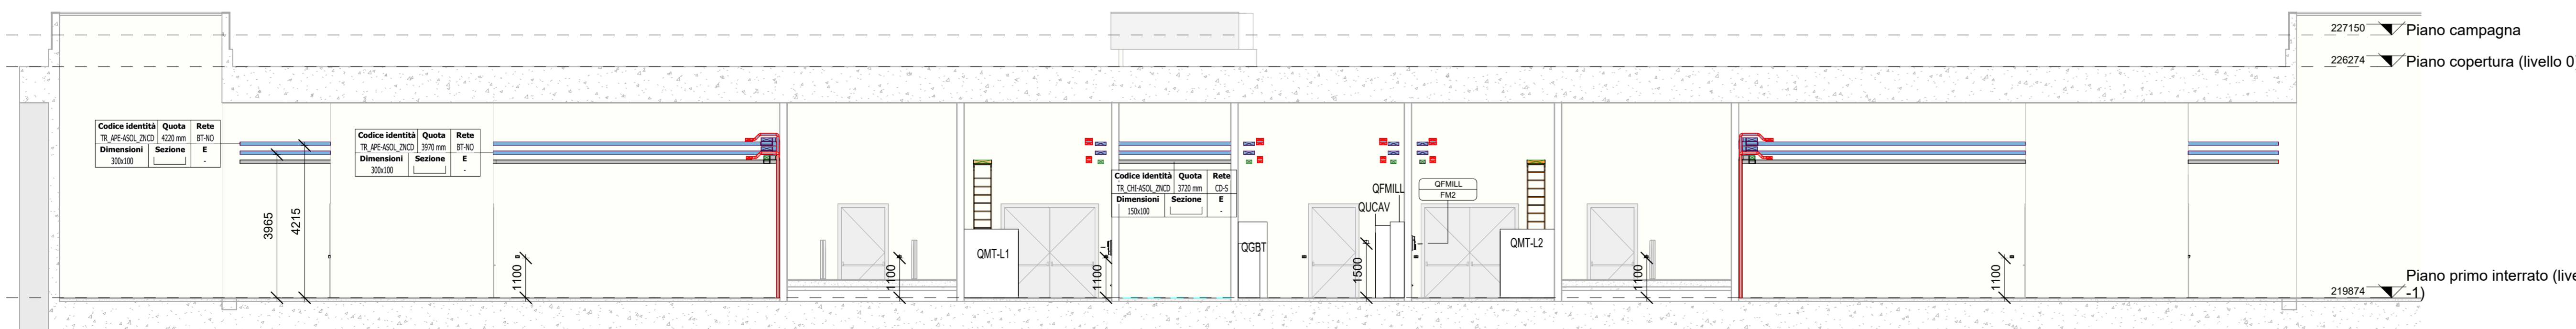 227150 Piano campagna
226274 Piano copertura (livello 0
Codice identità Quota Rete
TR_APE-ASOL_ZNCD 4220 mm BT-NO
Dimensioni Sezione E
300x100 -
Codice identità Quota Rete
TR_APE-ASOL_ZNCD 3970 mm BT-NO
Dimensioni Sezione E
300x100 -
Codice identità Quota Rete
TR_CHI-ASOL_ZNCD 3720 mm CD-S
Dimensioni Sezione E
150x100 -
QFMILL
QFMILL
FM2
QUCAV
3965
4215
QMT-L1
QGBT
QMT-L2
1100
1100
1100
1500
1100
1100
Piano primo interrato (live
219874 -1)